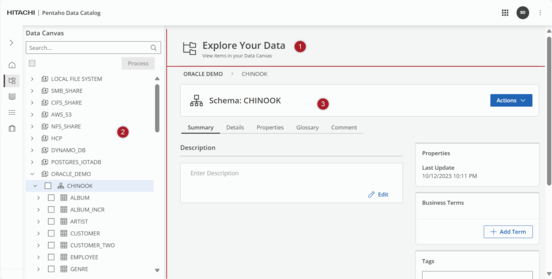 HITACHI Pentaho Data Catalog
SD
Data Canvas
Search...
Process
LOCAL FILE SYSTEM
SMB_SHARE
CIFS_SHARE
AWS_S3
NFS_SHARE
HCP
DYNAMO_DB
POSTGRES_IOTADB
ORACLE_DEMO
CHINOOK
ALBUM
ALBUM_INCR
ARTIST
CUSTOMER
CUSTOMER_TWO
EMPLOYEE
GENRE
2
Explore Your Data
1
View items in your Data Canvas
ORACLE DEMO > CHINOOK
Schema: CHINOOK
3
Actions
Summary Details Properties Glossary Comment
Description
Enter Description
Edit
Properties
Last Update
10/12/2023 10:11 PM
Business Terms
+ Add Term
Tags